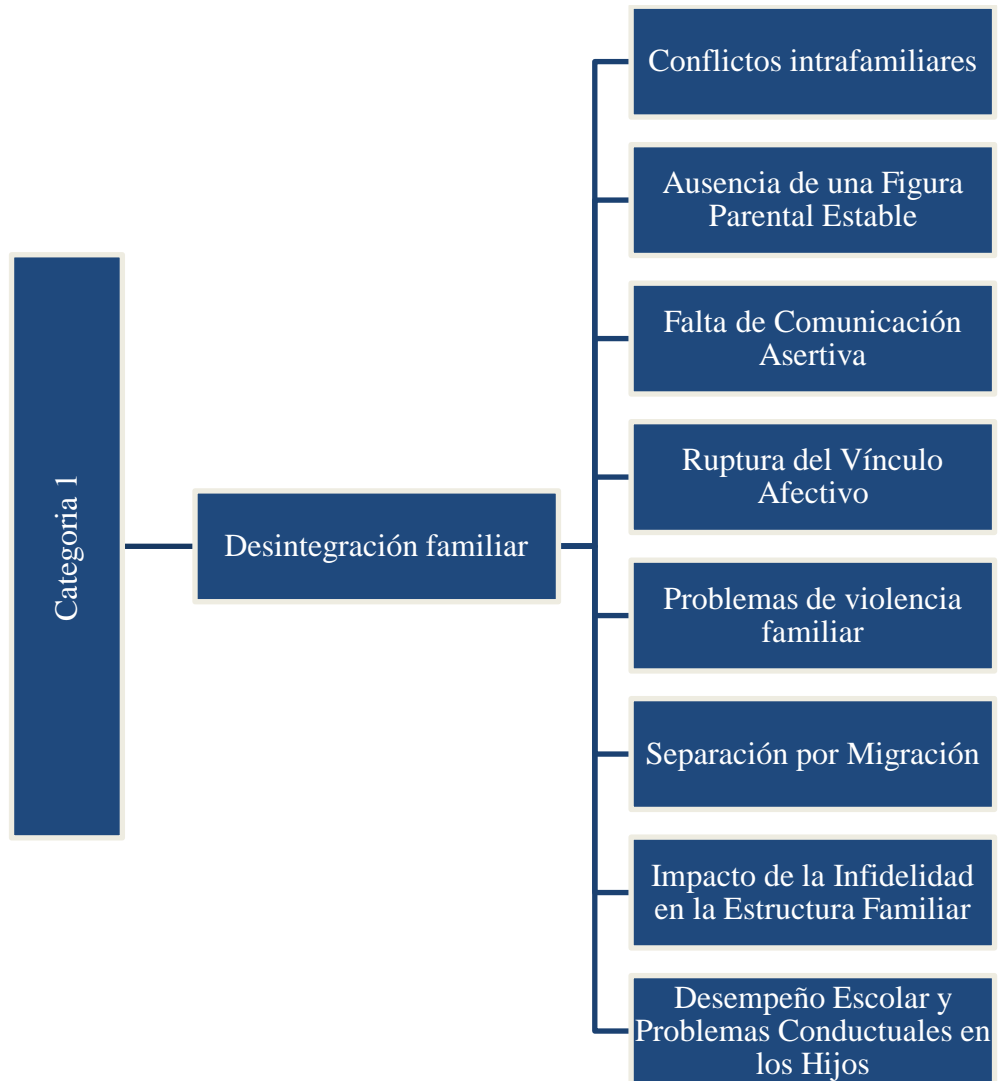 Categoria 1
Desintegración familiar
Conflictos intrafamiliares
Ausencia de una Figura
Parental Estable
Falta de Comunicación
Asertiva
Ruptura del Vínculo
Afectivo
Problemas de violencia
familiar
Separación por Migración
Impacto de la Infidelidad
en la Estructura Familiar
Desempeño Escolar y
Problemas Conductuales en
los Hijos